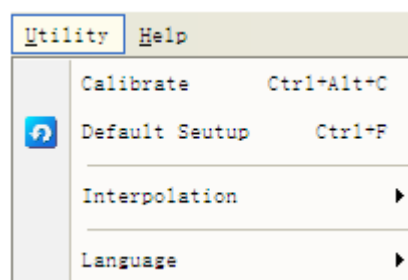 Utility Help
Calibrate Ctrl+Alt+C
Default Seutup Ctrl+F
Interpolation
Language